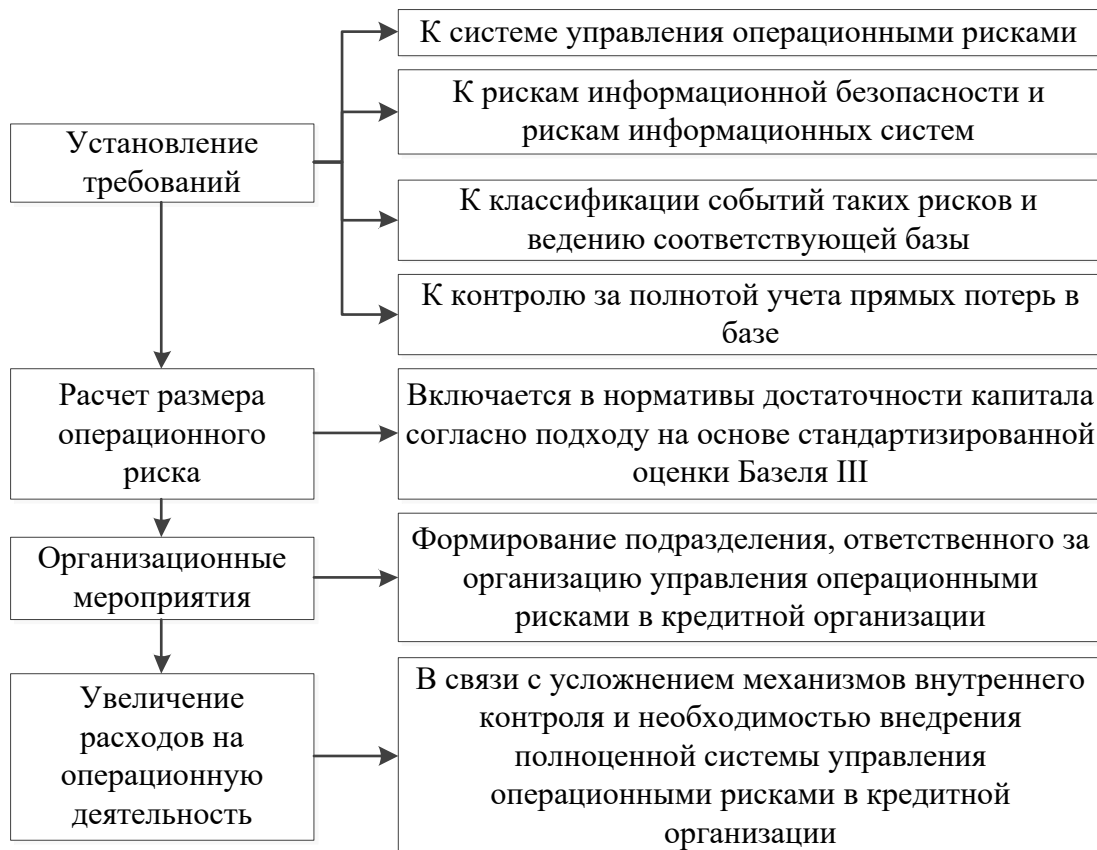 К системе управления операционными рисками
К рискам информационной безопасности и
рискам информационных систем
Установление
требований
К классификации событий таких рисков и
ведению соответствующей базы
К контролю за полнотой учета прямых потерь в
базе
Расчет размера
операционного
риска
Включается в нормативы достаточности капитала
согласно подходу на основе стандартизированной
оценки Базеля III
Организационные
мероприятия
Формирование подразделения, ответственного за
организацию управления операционными
рисками в кредитной организации
Увеличение
расходов на
операционную
деятельность
В связи с усложнением механизмов внутреннего
контроля и необходимостью внедрения
полноценной системы управления
операционными рисками в кредитной
организации